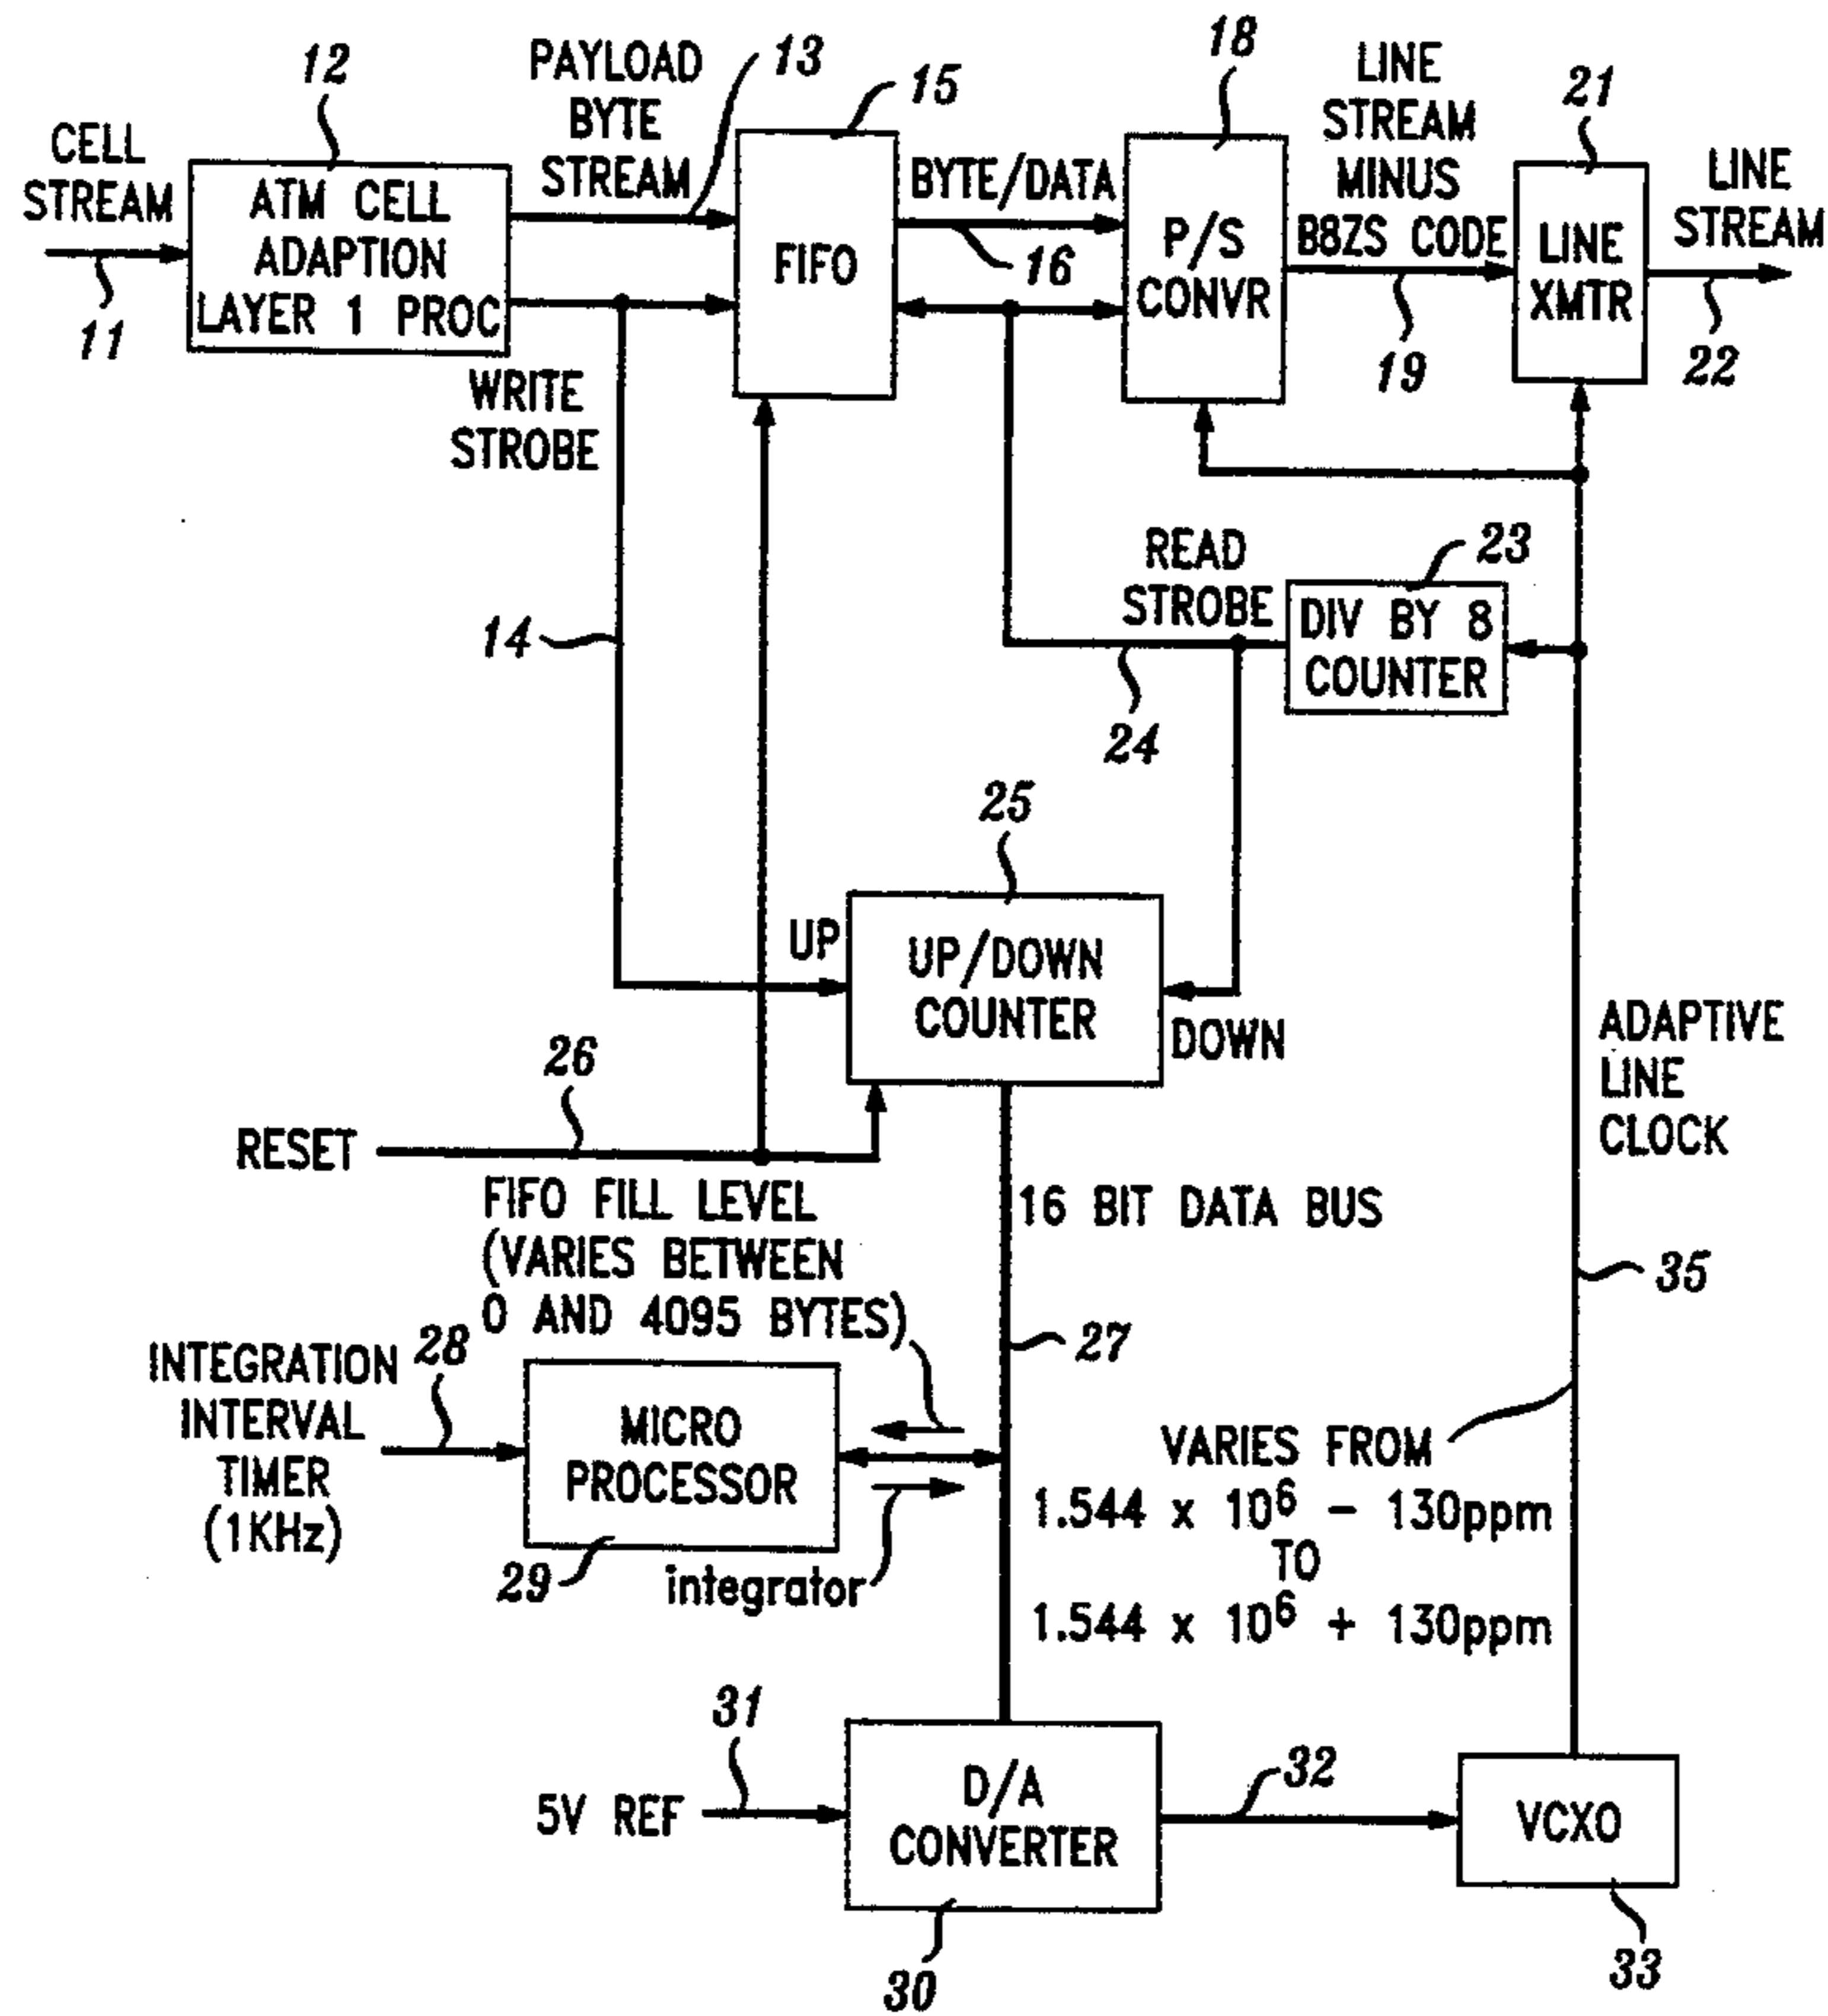 12
PAYLOAD
BYTE
STREAM
13
15
18
LINE
STREAM
MINUS
B8ZS CODE
21
CELL
STREAM
11
ATM CELL
ADAPTION
LAYER 1 PROC
FIFO
BYTE/DATA
16
P/S
CONVR
19
LINE
XMTR
LINE
STREAM
22
WRITE
STROBE
14
READ
STROBE
24
23
DIV BY 8
COUNTER
25
UP
UP/DOWN
COUNTER
DOWN
ADAPTIVE
LINE
CLOCK
26
RESET
FIFO FILL LEVEL
(VARIES BETWEEN
0 AND 4095 BYTES)
16 BIT DATA BUS
27
35
INTEGRATION
INTERVAL
TIMER
(1KHz)
28
MICRO
PROCESSOR
29
integrator
VARIES FROM
1.544 x 10⁶ - 130ppm
TO
1.544 x 10⁶ + 130ppm
31
5V REF
D/A
CONVERTER
30
32
VCXO
33